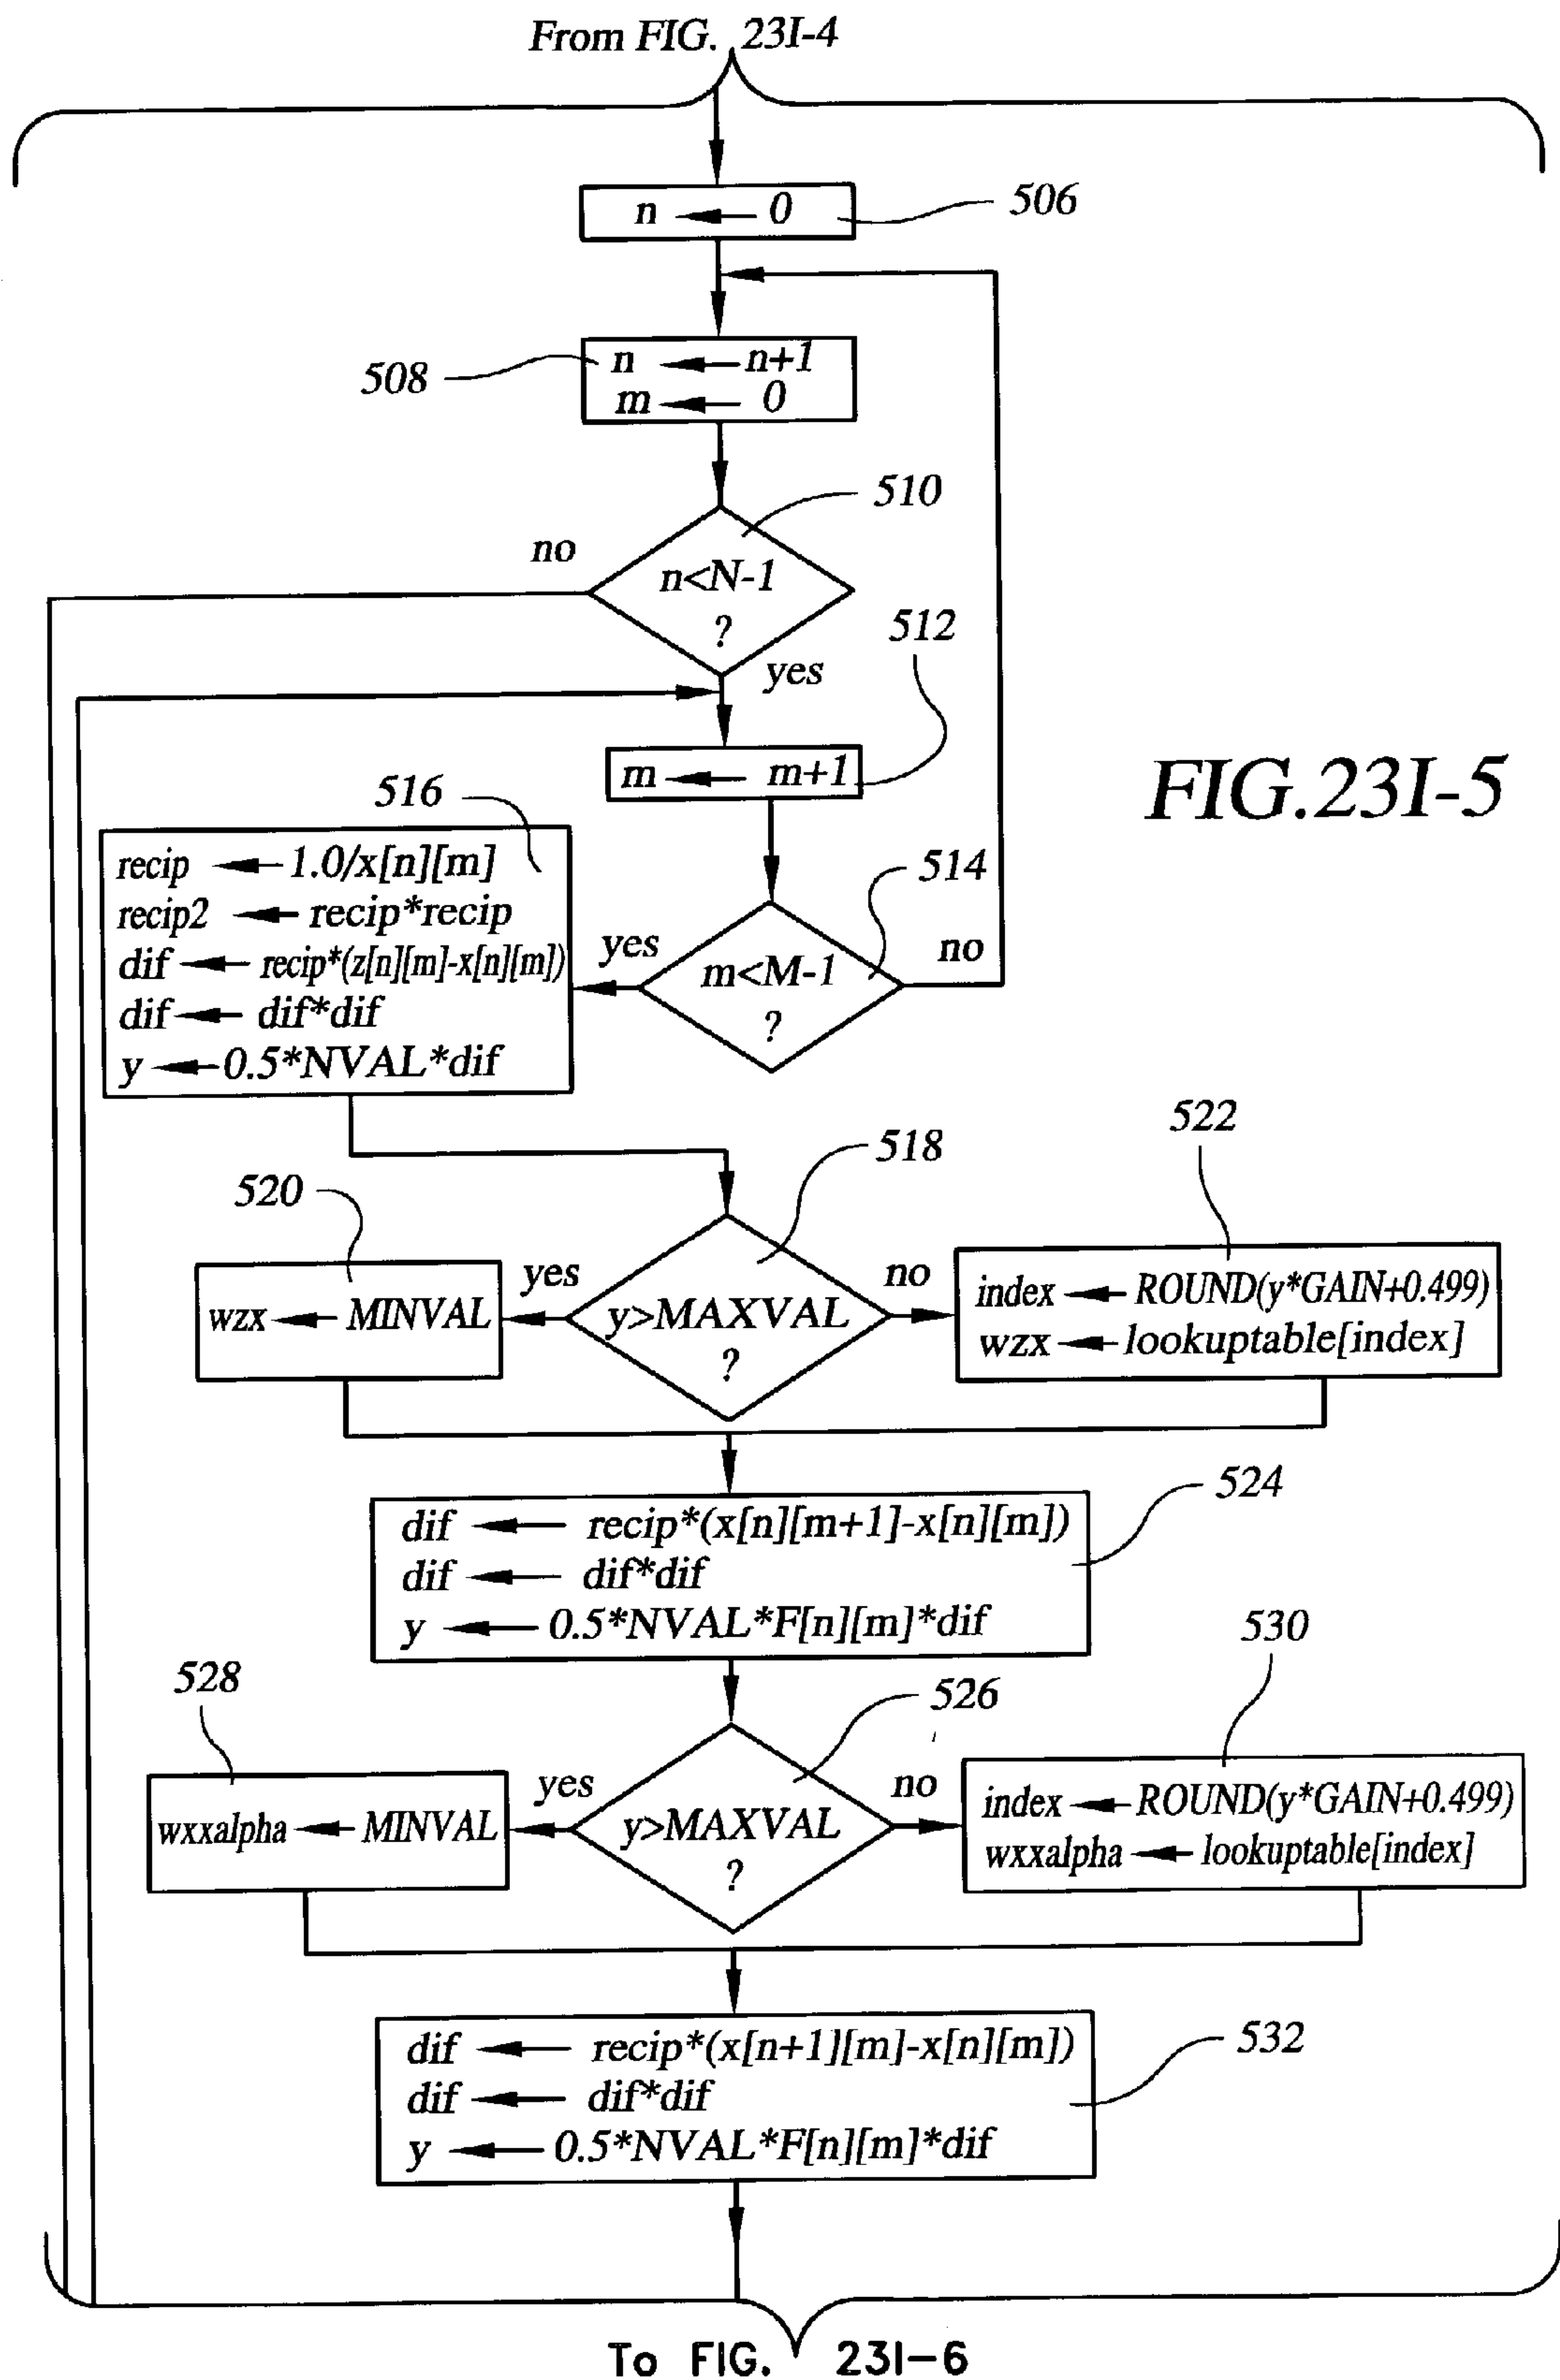 From FIG. 23I-4
n ← 0
506
508
n ← n+1
m ← 0
510
no
n<N-1
?
yes
512
m ← m+1
FIG.23I-5
516
recip ← 1.0/x[n][m]
recip2 ← recip*recip
dif ← recip*(z[n][m]-x[n][m])
dif ← dif*dif
y ← 0.5*NVAL*dif
514
yes
m<M-1
?
no
518
522
520
yes
y>MAXVAL
?
no
wzx ← MINVAL
index ← ROUND(y*GAIN+0.499)
wzx ← lookuptable[index]
524
dif ← recip*(x[n][m+1]-x[n][m])
dif ← dif*dif
y ← 0.5*NVAL*F[n][m]*dif
530
528
526
yes
y>MAXVAL
?
no
wxxalpha ← MINVAL
index ← ROUND(y*GAIN+0.499)
wxxalpha ← lookuptable[index]
532
dif ← recip*(x[n+1][m]-x[n][m])
dif ← dif*dif
y ← 0.5*NVAL*F[n][m]*dif
To FIG. 23I-6